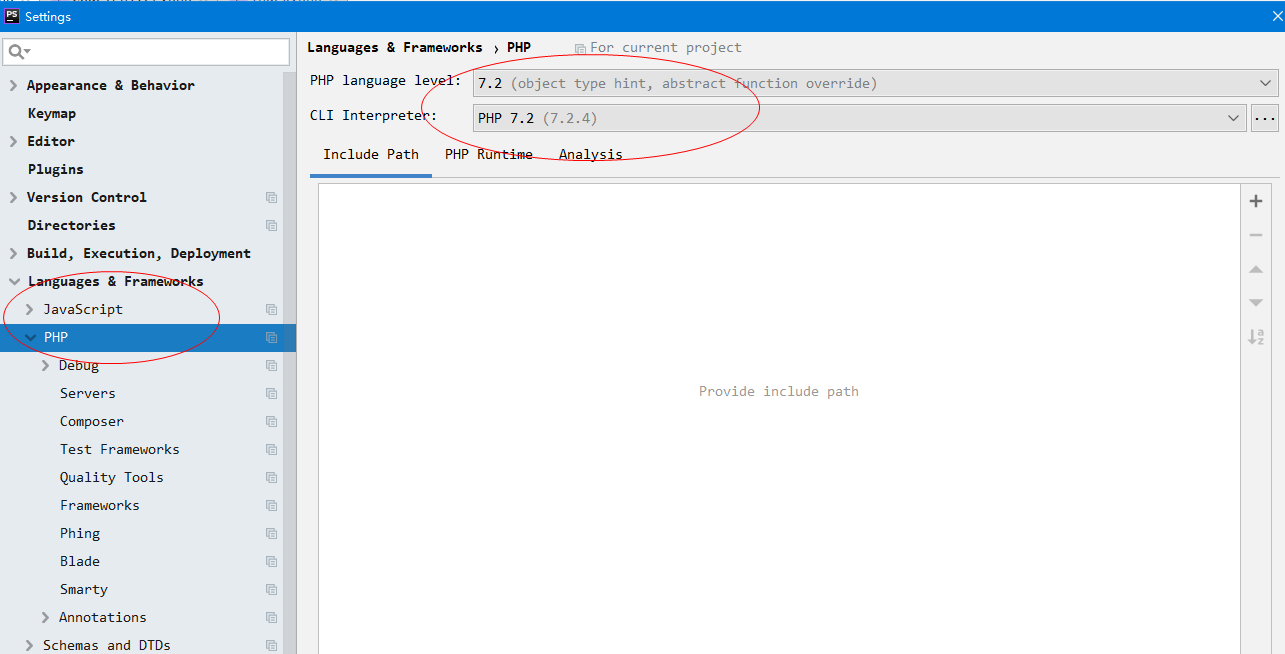 PS Settings
Appearance & Behavior
Keymap
Editor
Plugins
Version Control
Directories
Build, Execution, Deployment
Languages & Frameworks
JavaScript
PHP
Debug
Servers
Composer
Test Frameworks
Quality Tools
Frameworks
Phing
Blade
Smarty
Annotations
Schemas and DTDs
Languages & Frameworks › PHP For current project
PHP language level: 7.2 (object type hint, abstract function override)
CLI Interpreter: PHP 7.2 (7.2.4) ...
Include Path PHP Runtime Analysis
Provide include path